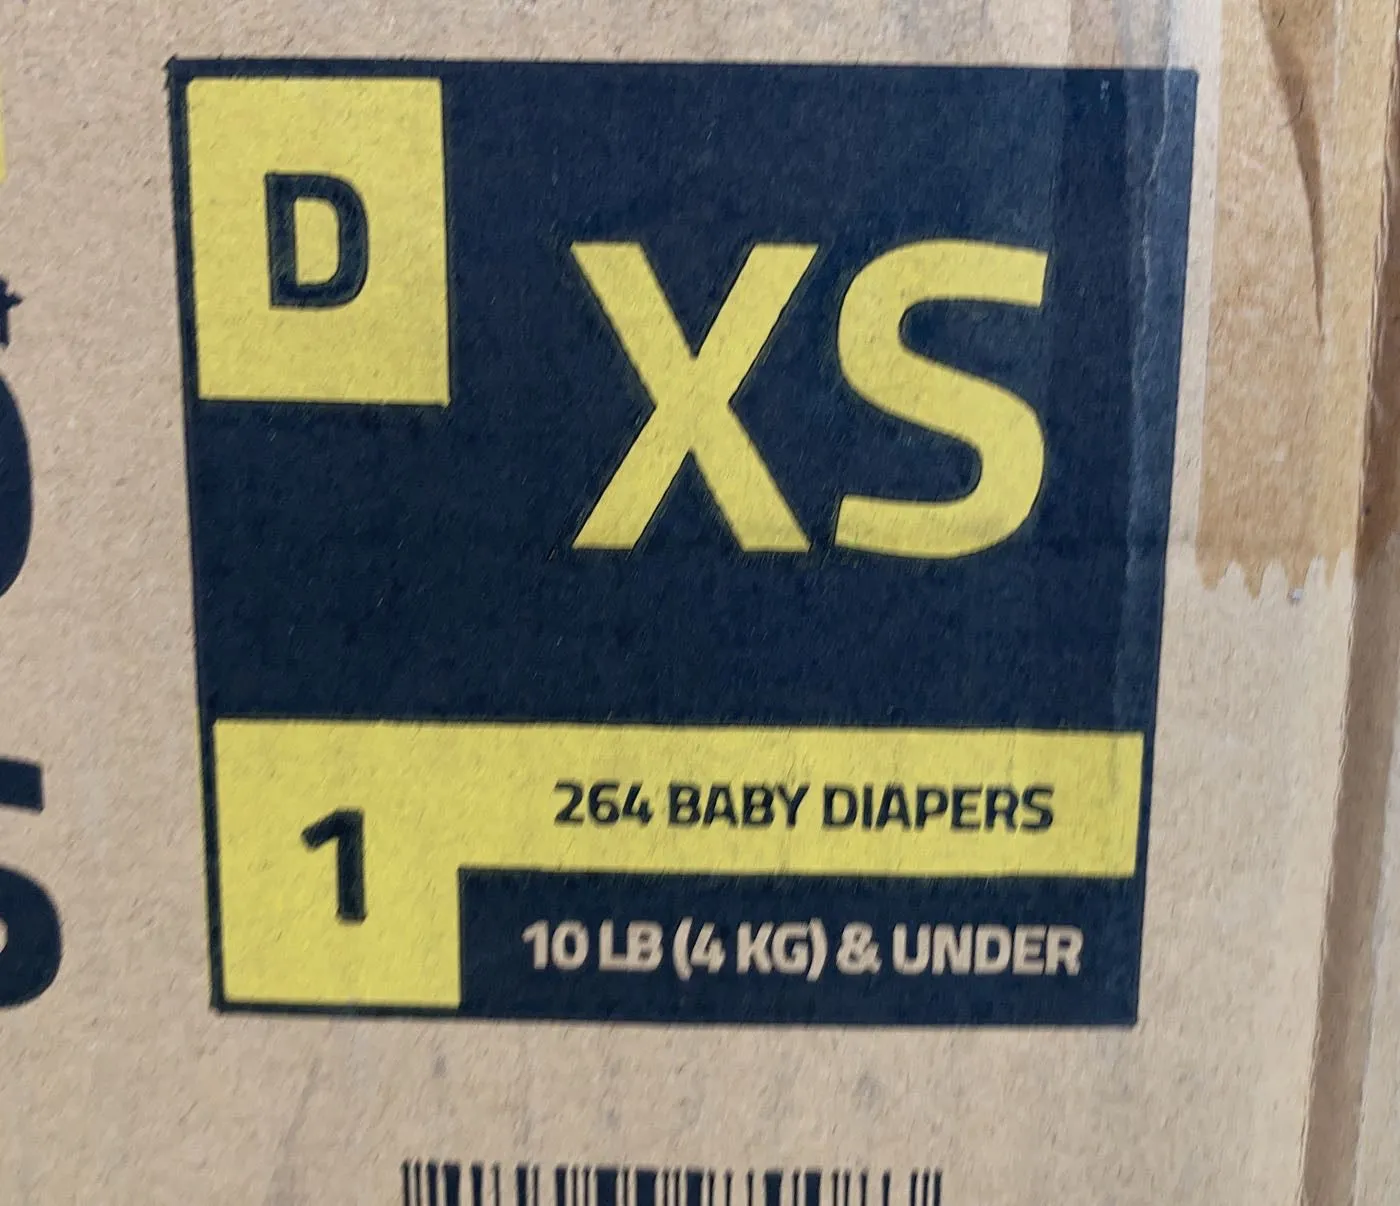 D
XS
1
264 BABY DIAPERS
10 LB (4 KG) & UNDER